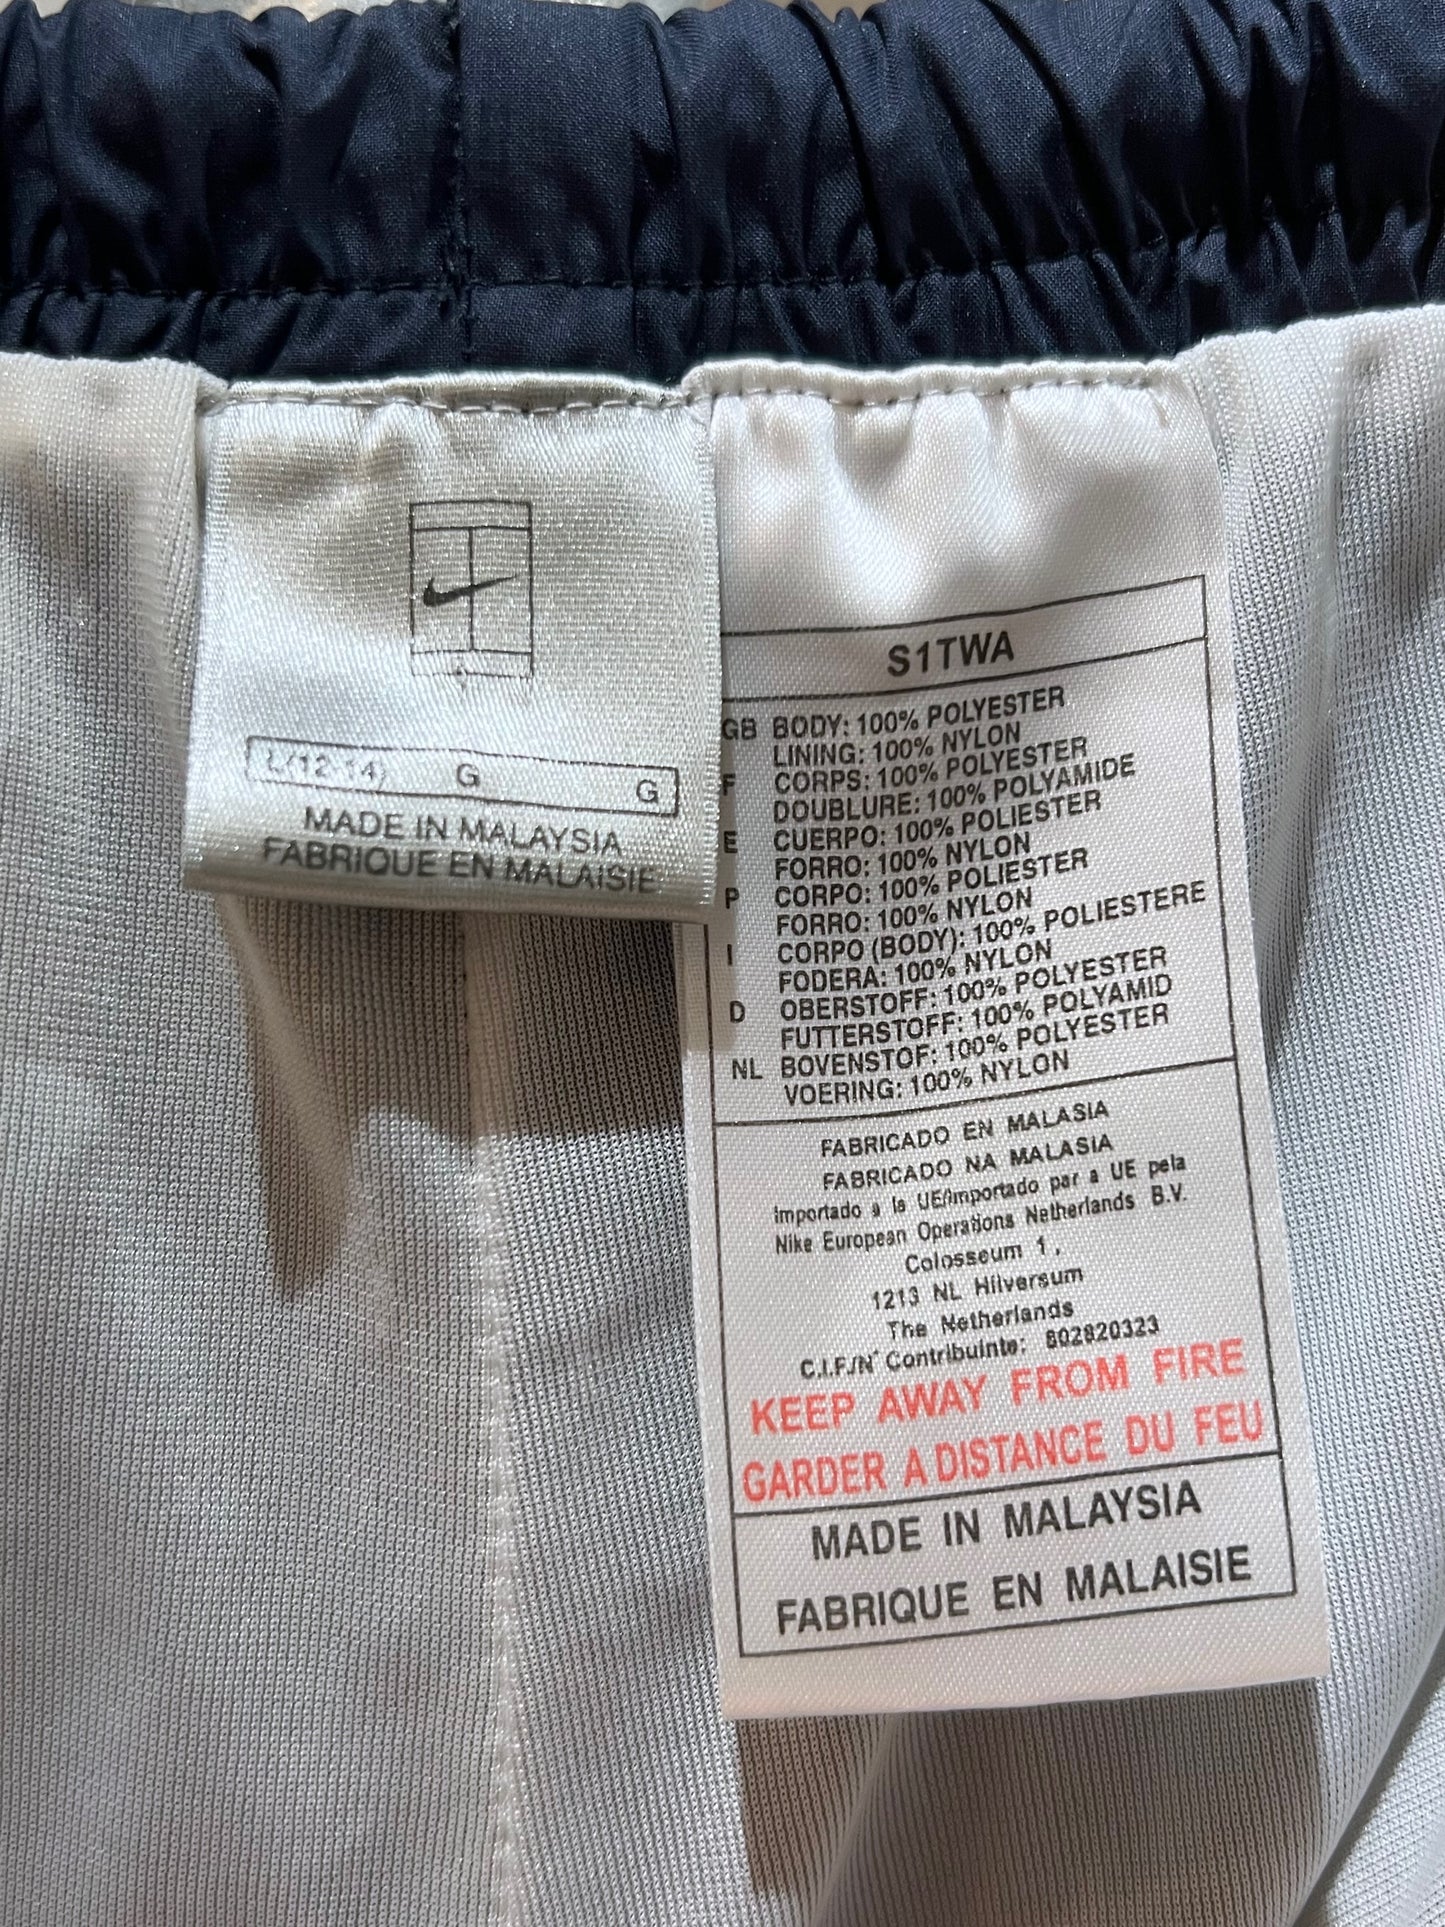 L(12-14) G G
MADE IN MALAYSIA
FABRIQUE EN MALAISIE
S1TWA
GB BODY: 100% POLYESTER
LINING: 100% NYLON
F CORPS: 100% POLYESTER
DOUBLURE: 100% POLYAMIDE
E CUERPO: 100% POLIESTER
FORRO: 100% NYLON
P CORPO: 100% POLIESTER
FORRO: 100% NYLON
I CORPO (BODY): 100% POLIESTERE
FODERA: 100% NYLON
D OBERSTOFF: 100% POLYESTER
FUTTERSTOFF: 100% POLYAMID
NL BOVENSTOF: 100% POLYESTER
VOERING: 100% NYLON
FABRICADO EN MALASIA
FABRICADO NA MALASIA
Importado a la UE/Importado par a UE pela
Nike European Operations Netherlands B.V.
Colosseum 1,
1213 NL Hilversum
The Netherlands
C.I.F./N° Contribuinte: 802820323
KEEP AWAY FROM FIRE
GARDER A DISTANCE DU FEU
MADE IN MALAYSIA
FABRIQUE EN MALAISIE